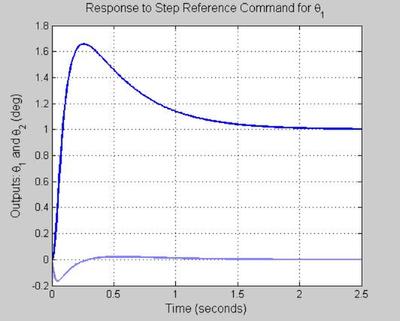 Response to Step Reference Command for θ₁
1.8
1.6
1.4
1.2
1
0.8
0.6
0.4
0.2
0
-0.2
Outputs: θ₁ and θ₂ (deg)
0 0.5 1 1.5 2 2.5
Time (seconds)